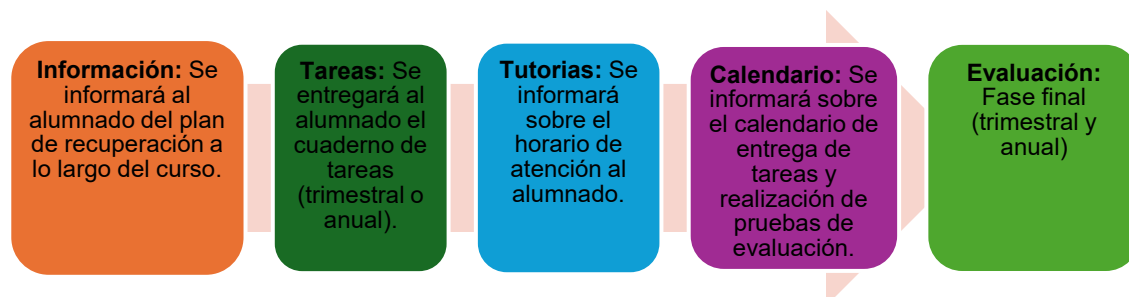 Información: Se
informará al
alumnado del plan
de recuperación a
lo largo del curso.
Tareas: Se
entregará al
alumnado el
cuaderno de
tareas
(trimestral o
anual).
Tutorias: Se
informará
sobre el
horario de
atención al
alumnado.
Calendario: Se
informará sobre
el calendario de
entrega de
tareas y
realización de
pruebas de
evaluación.
Evaluación:
Fase final
(trimestral y
anual)